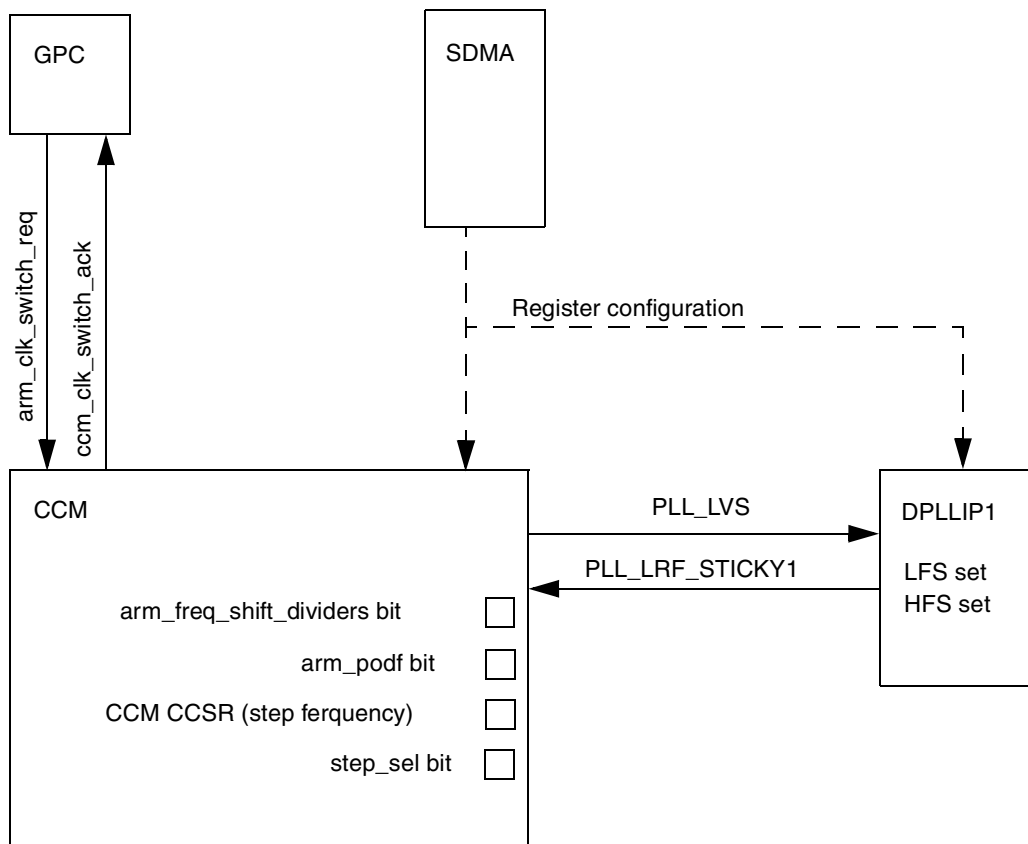 GPC
SDMA
arm_clk_switch_req
ccm_clk_switch_ack
Register configuration
CCM
PLL_LVS
DPLLIP1
PLL_LRF_STICKY1
LFS set
HFS set
arm_freq_shift_dividers bit
arm_podf bit
CCM CCSR (step ferquency)
step_sel bit